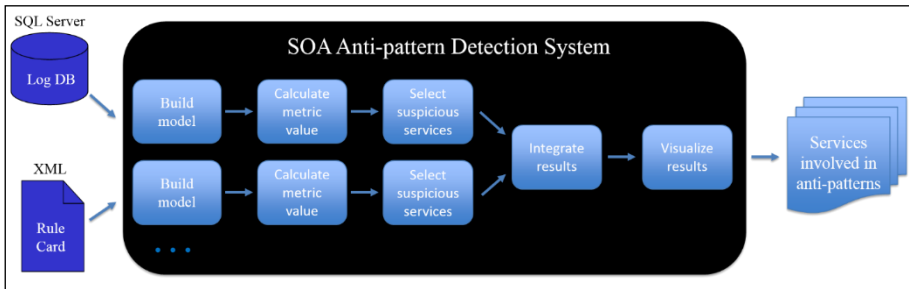 SQL Server
Log DB
XML
Rule
Card
SOA Anti-pattern Detection System
Build
model
Calculate
metric
value
Select
suspicious
services
Build
model
Calculate
metric
value
Select
suspicious
services
Integrate
results
Visualize
results
. . .
Services
involved in
anti-patterns